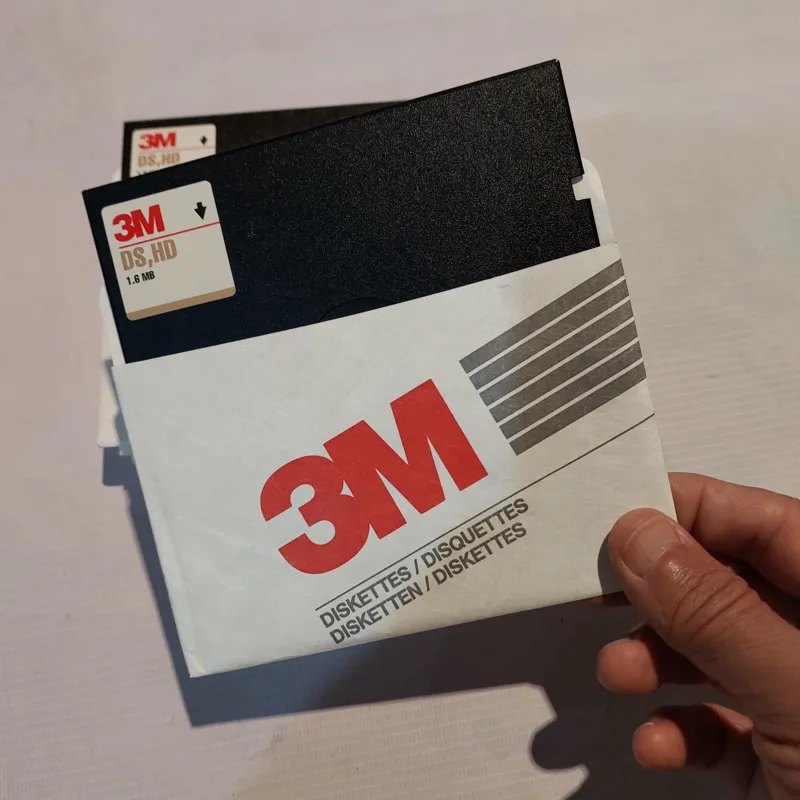 3M
DS,HD
3M
DS,HD
1.6 MB
3M
DISKETTES / DISQUETTES
DISKETTEN / DISKETTES